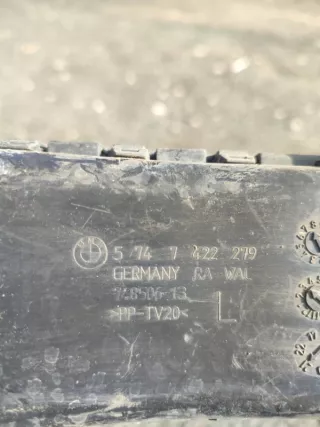 5 74 7 422 279
GERMANY RA WAL
748506-13
>PP-TV20<
L